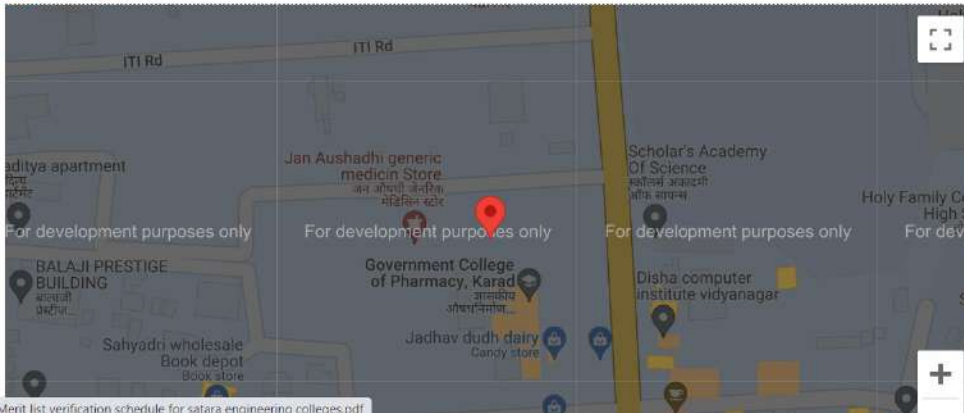 ITI Rd
ITI Rd
aditya apartment
Jan Aushadhi generic
medicin Store
जन औषधी जेनरिक
मेडिसिन स्टोर
Scholar's Academy
Of Science
स्कॉलर्स अकादमी
ऑफ सायन्स
Holy Family C
High
For development purposes only
For development purposes only
For development purposes only
For dev
BALAJI PRESTIGE
BUILDING
बालाजी
प्रेस्टीज...
Government College
of Pharmacy, Karad
शासकीय
औषधनिर्माण...
Disha computer
institute vidyanagar
Sahyadri wholesale
Book depot
Book store
Jadhav dudh dairy
Candy store
Merit list verification schedule for satara engineering colleges.pdf